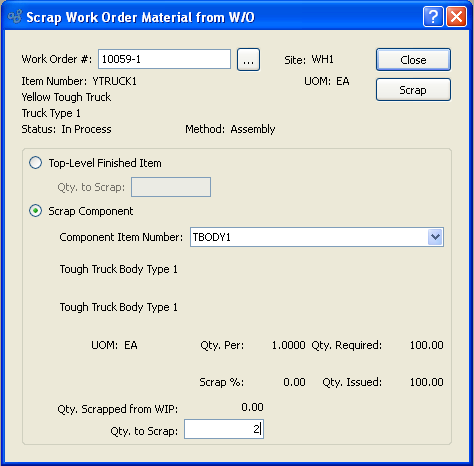 Scrap Work Order Material from W/O
Work Order #: 10059-1 ... Site: WH1 Close
Item Number: YTRUCK1 UOM: EA
Yellow Tough Truck Scrap
Truck Type 1
Status: In Process Method: Assembly
Top-Level Finished Item
Qty. to Scrap:
Scrap Component
Component Item Number: TBODY1
Tough Truck Body Type 1
Tough Truck Body Type 1
UOM: EA Qty. Per: 1.0000 Qty. Required: 100.00
Scrap %: 0.00 Qty. Issued: 100.00
Qty. Scrapped from WIP: 0.00
Qty. to Scrap: 2